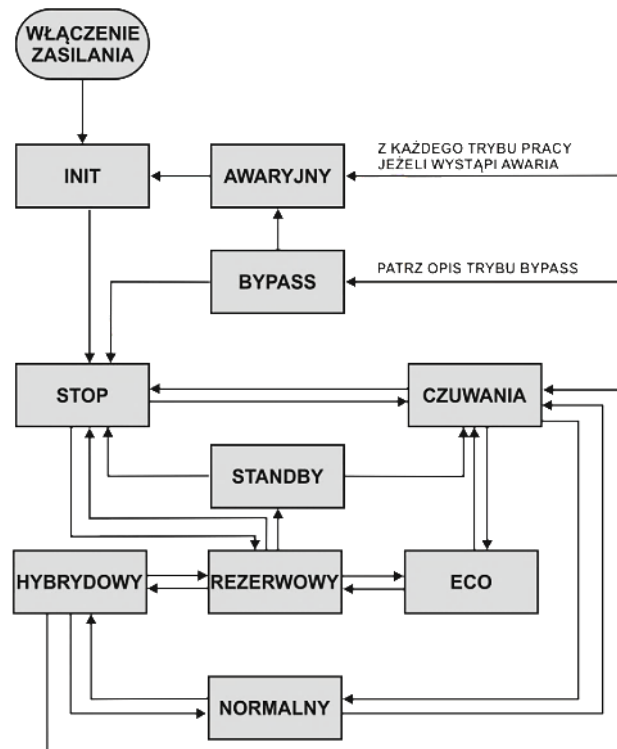 WŁĄCZENIE
ZASILANIA
INIT
AWARYJNY
Z KAŻDEGO TRYBU PRACY
JEŻELI WYSTĄPI AWARIA
BYPASS
PATRZ OPIS TRYBU BYPASS
STOP
CZUWANIA
STANDBY
HYBRYDOWY
REZERWOWY
ECO
NORMALNY